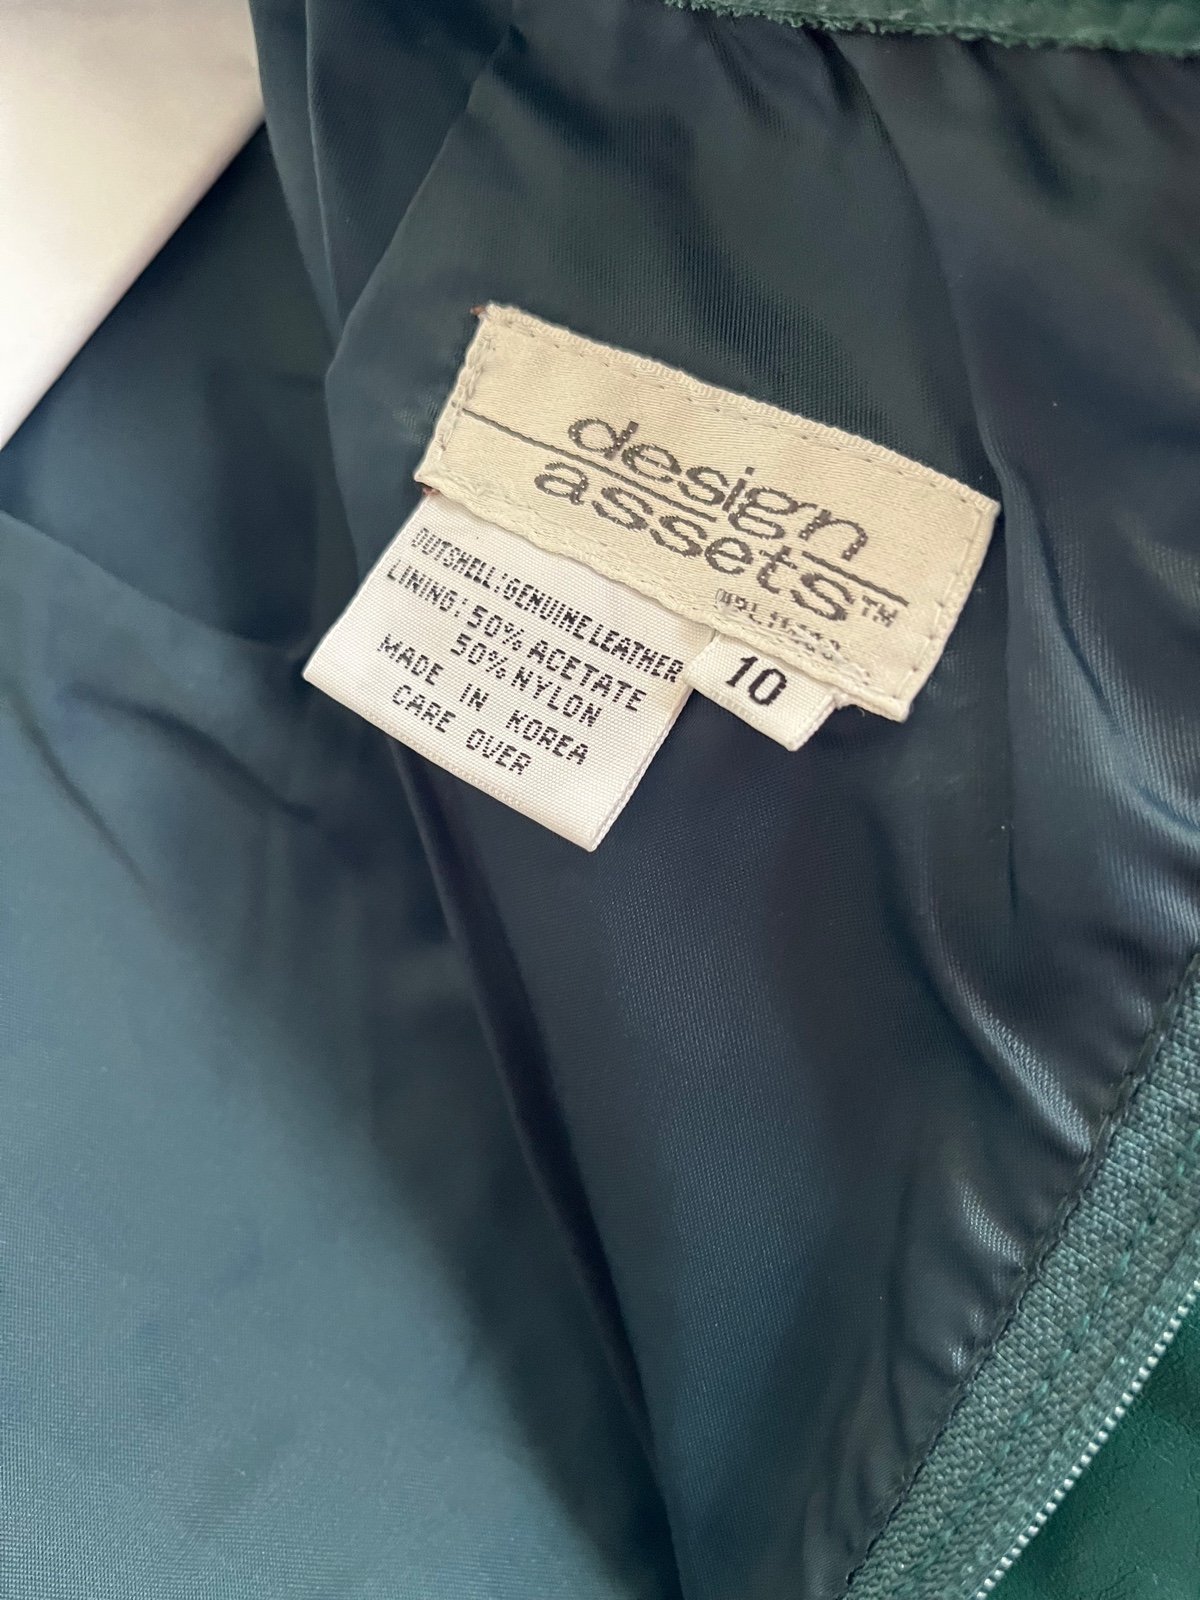 design
assets™
10
OUTSHELL:GENUINE LEATHER
LINING: 50% ACETATE
50% NYLON
MADE IN KOREA
CARE OVER